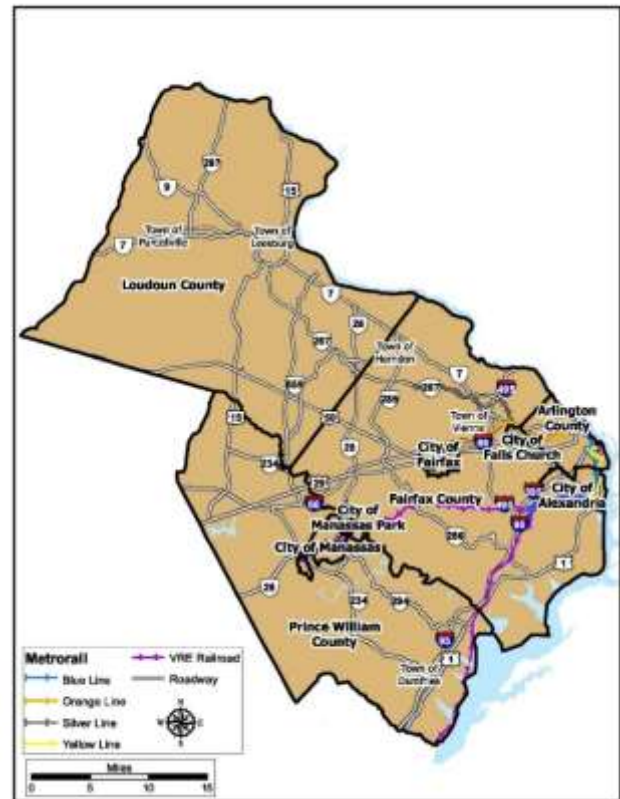 287
9
15
Town of
Purcellville
Town of
Leesburg
7
Loudoun County
7
28
267
Town of
Herndon
7
495
267
286
Town of
Vienna
Arlington
County
15
50
66
City of
Falls Church
City of
Fairfax
28
234
29
66
Fairfax County
City of
Alexandria
City of
Manassas Park
95
City of Manassas
286
1
28
234
294
Prince William
County
95
1
Town of
Dumfries
Metrorail
VRE Railroad
Blue Line
Roadway
Orange Line
Silver Line
Yellow Line
N
W
E
S
Miles
0
5
10
15